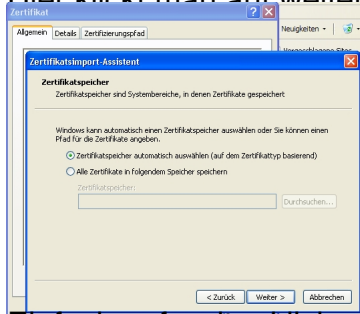 Zertifikat
Allgemein Details Zertifizierungspfad
Neuigkeiten
Zertifikatsimport-Assistent
Zertifikatspeicher
Zertifikatspeicher sind Systembereiche, in denen Zertifikate gespeichert
Windows kann automatisch einen Zertifikatspeicher auswählen oder Sie können einen
Pfad für die Zertifikate angeben.
Zertifikatspeicher automatisch auswählen (auf dem Zertifikattyp basierend)
Alle Zertifikate in folgendem Speicher speichern
Zertifikatspeicher:
Durchsuchen...
< Zurück Weiter > Abbrechen